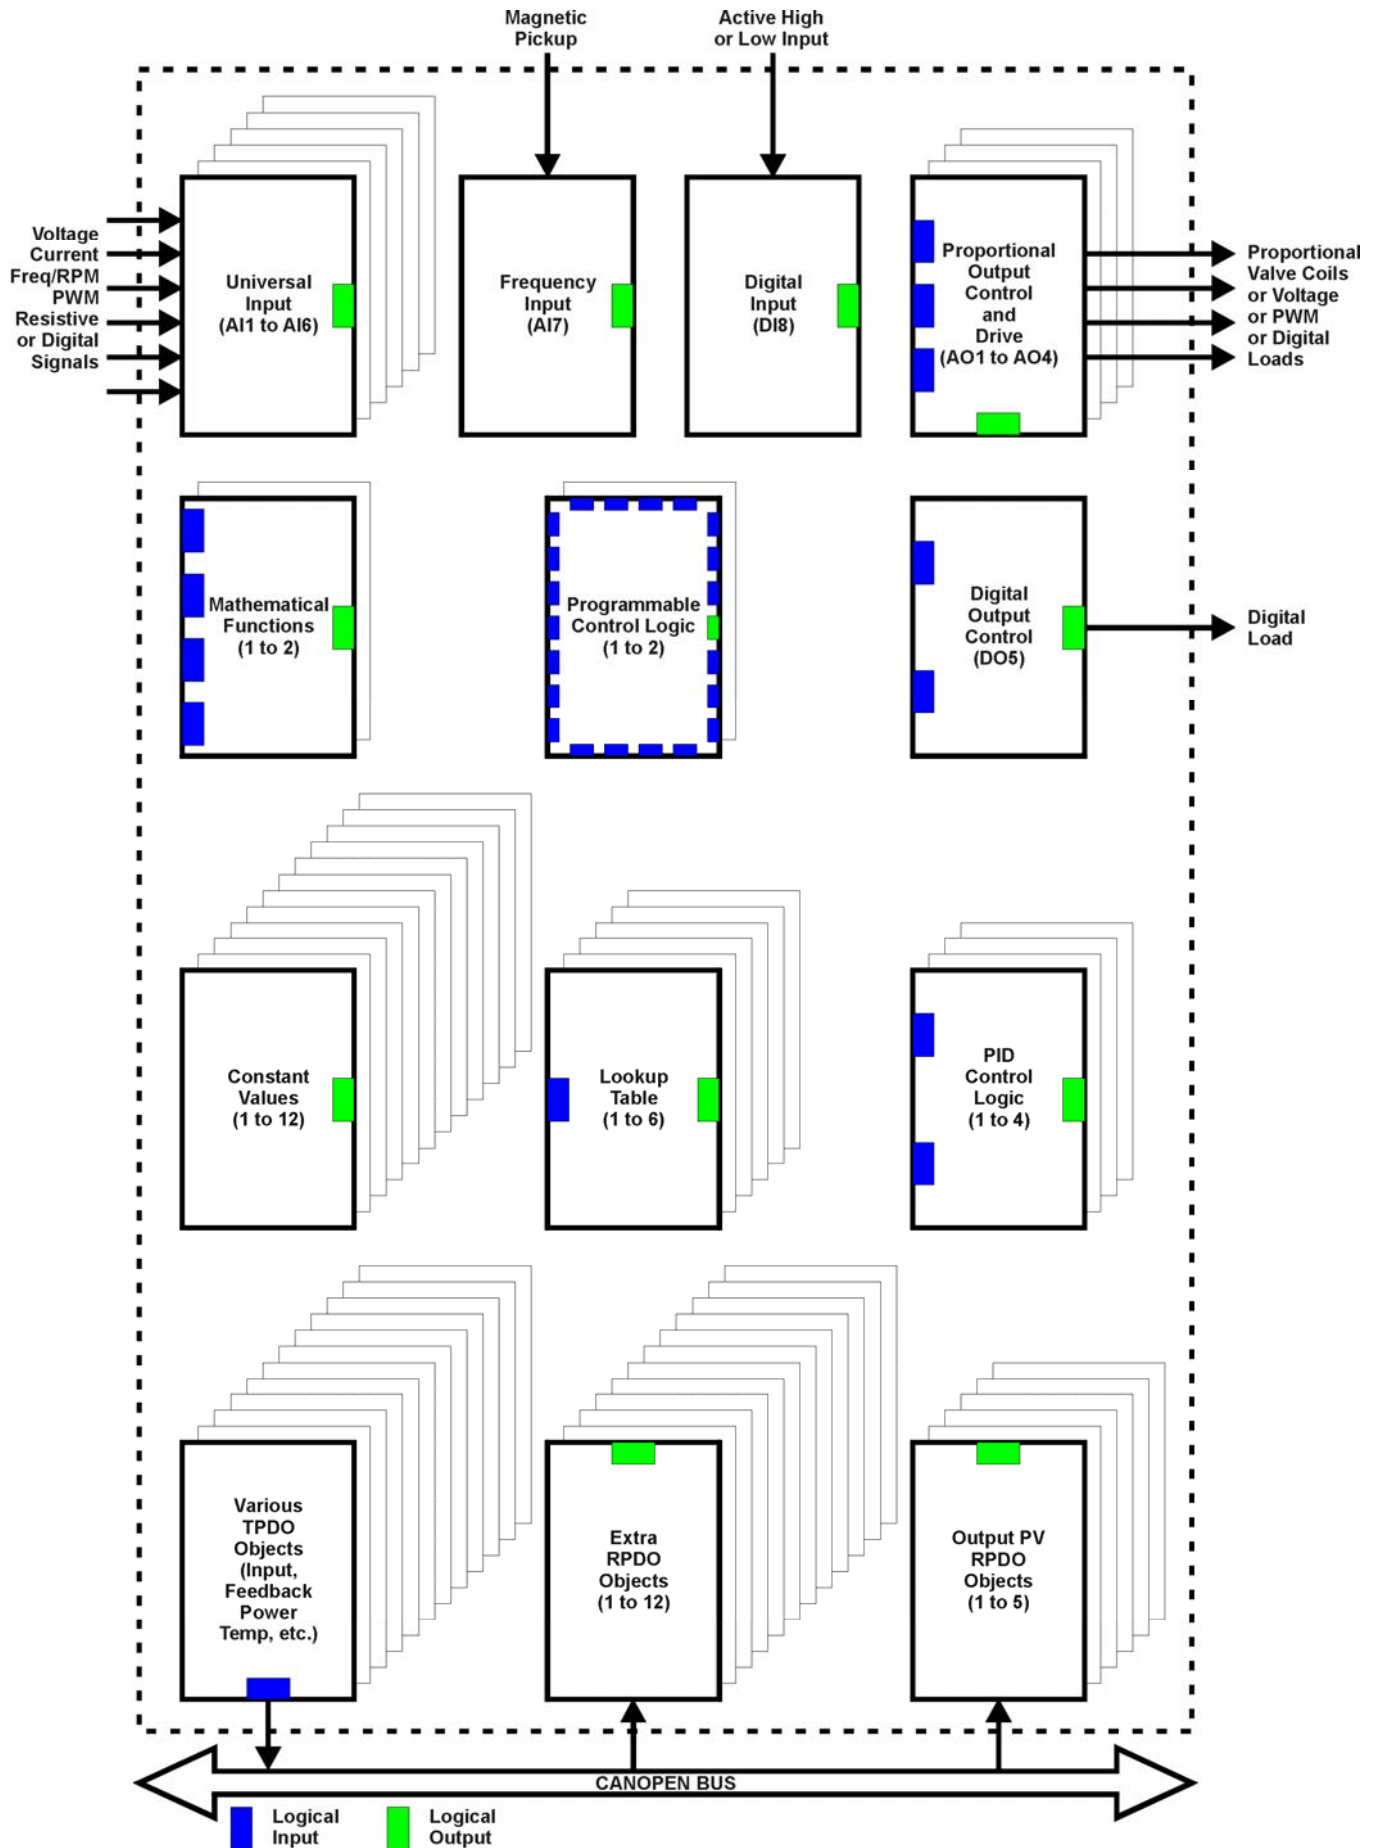 Magnetic
Pickup
Active High
or Low Input
Voltage
Current
Freq/RPM
PWM
Resistive
or Digital
Signals
Universal
Input
(AI1 to AI6)
Frequency
Input
(AI7)
Digital
Input
(DI8)
Proportional
Output
Control
and
Drive
(AO1 to AO4)
Proportional
Valve Coils
or Voltage
or PWM
or Digital
Loads
Mathematical
Functions
(1 to 2)
Programmable
Control Logic
(1 to 2)
Digital
Output
Control
(DO5)
Digital
Load
Constant
Values
(1 to 12)
Lookup
Table
(1 to 6)
PID
Control
Logic
(1 to 4)
Various
TPDO
Objects
(Input,
Feedback
Power
Temp, etc.)
Extra
RPDO
Objects
(1 to 12)
Output PV
RPDO
Objects
(1 to 5)
CANOPEN BUS
Logical
Input
Logical
Output